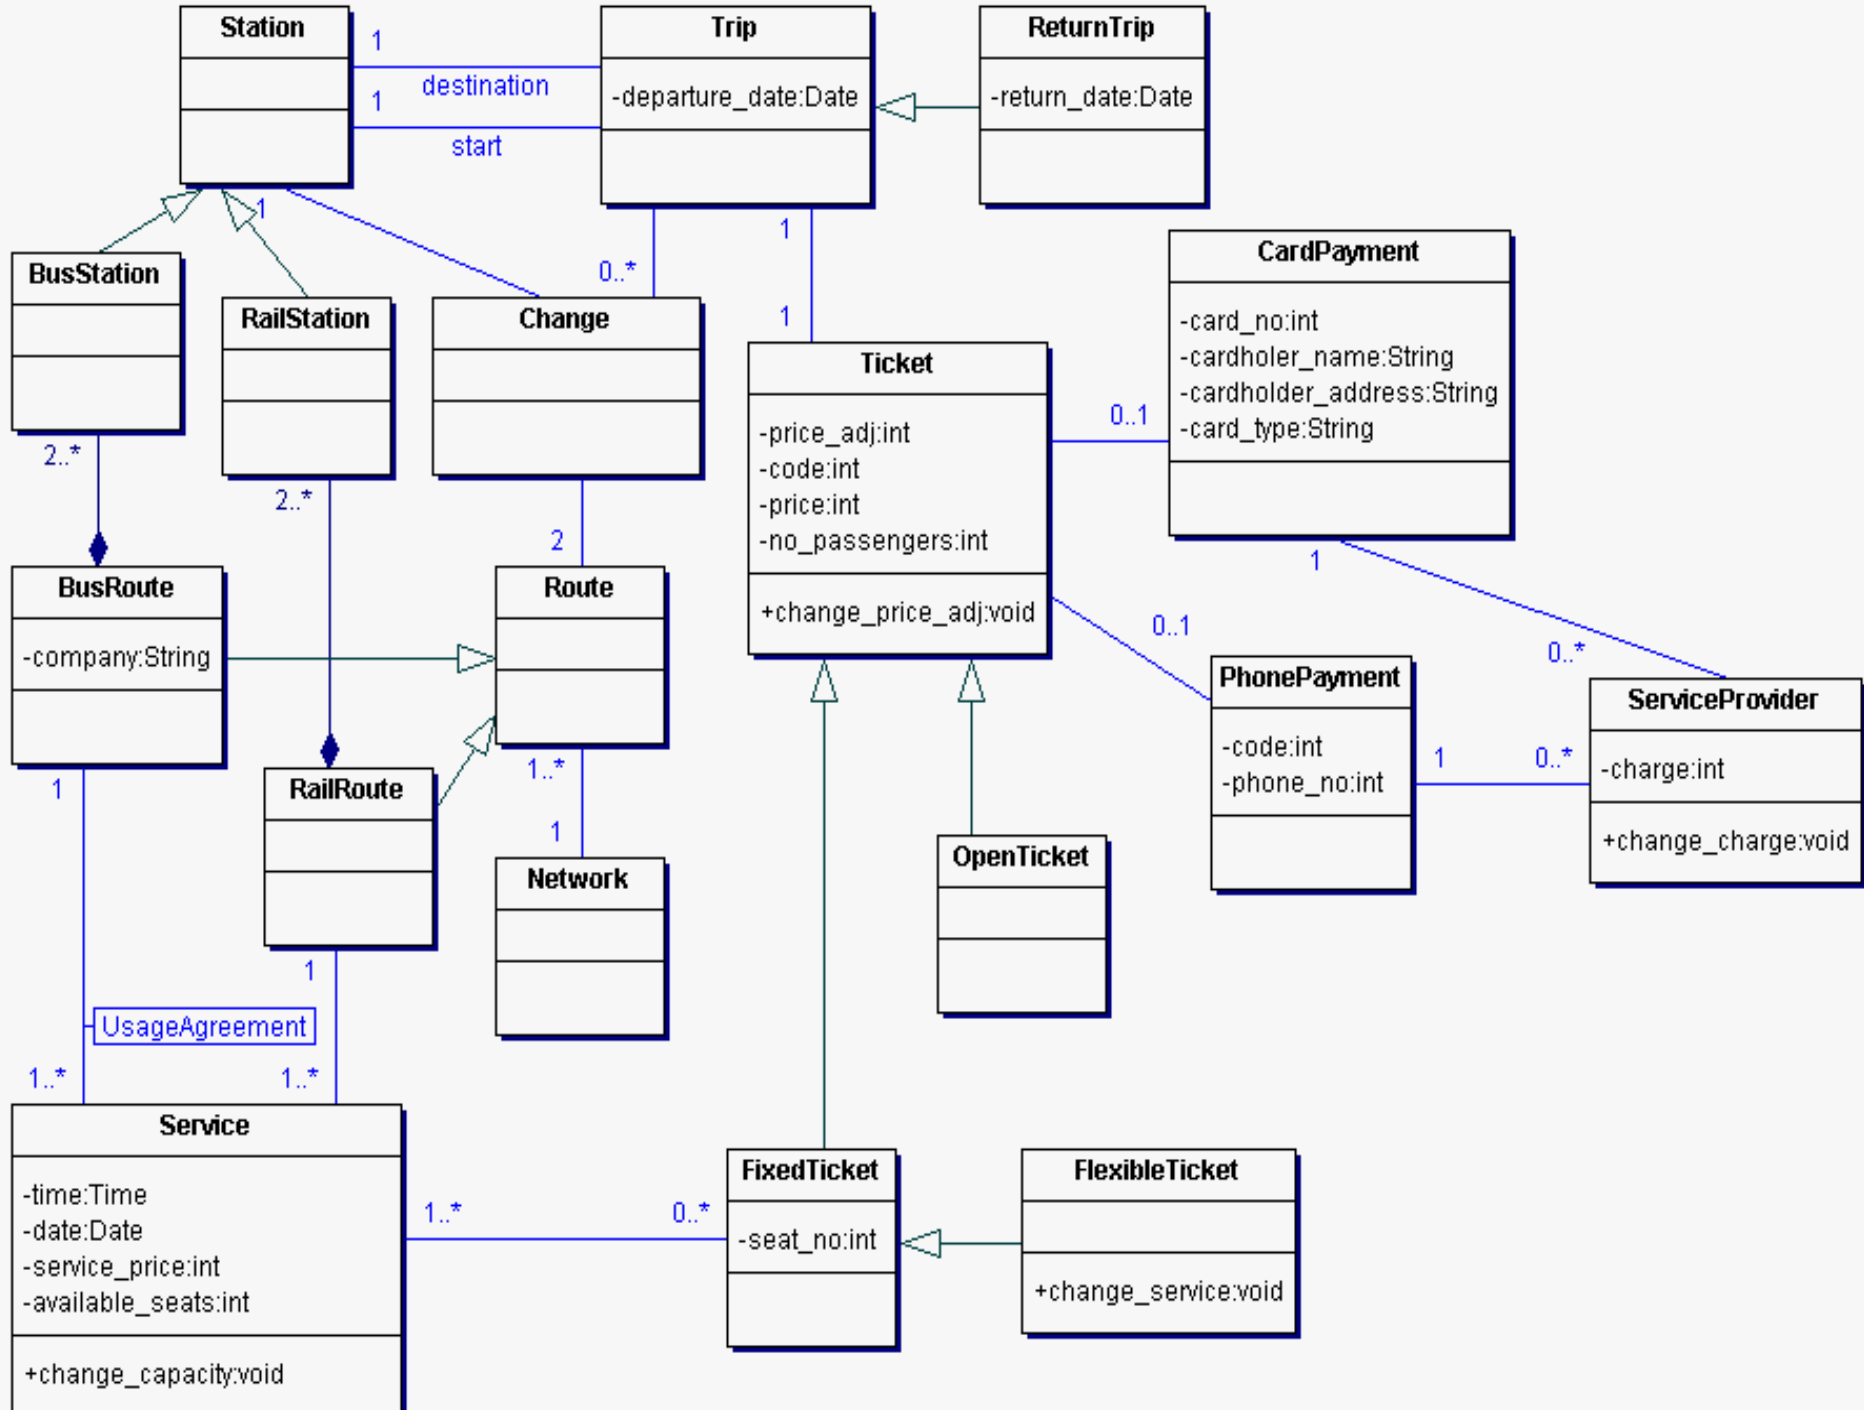 Station
Trip
-departure_date:Date
ReturnTrip
-return_date:Date
1
destination
1
start
1
0..*
1
1
BusStation
RailStation
Change
CardPayment
-card_no:int
-cardholer_name:String
-cardholder_address:String
-card_type:String
Ticket
-price_adj:int
-code:int
-price:int
-no_passengers:int
+change_price_adj:void
0..1
2..*
2..*
2
1
0..*
0..1
BusRoute
-company:String
Route
PhonePayment
-code:int
-phone_no:int
1
0..*
ServiceProvider
-charge:int
+change_charge:void
1
RailRoute
1..*
1
Network
OpenTicket
1
UsageAgreement
1..*
1..*
Service
-time:Time
-date:Date
-service_price:int
-available_seats:int
+change_capacity:void
1..*
0..*
FixedTicket
-seat_no:int
FlexibleTicket
+change_service:void